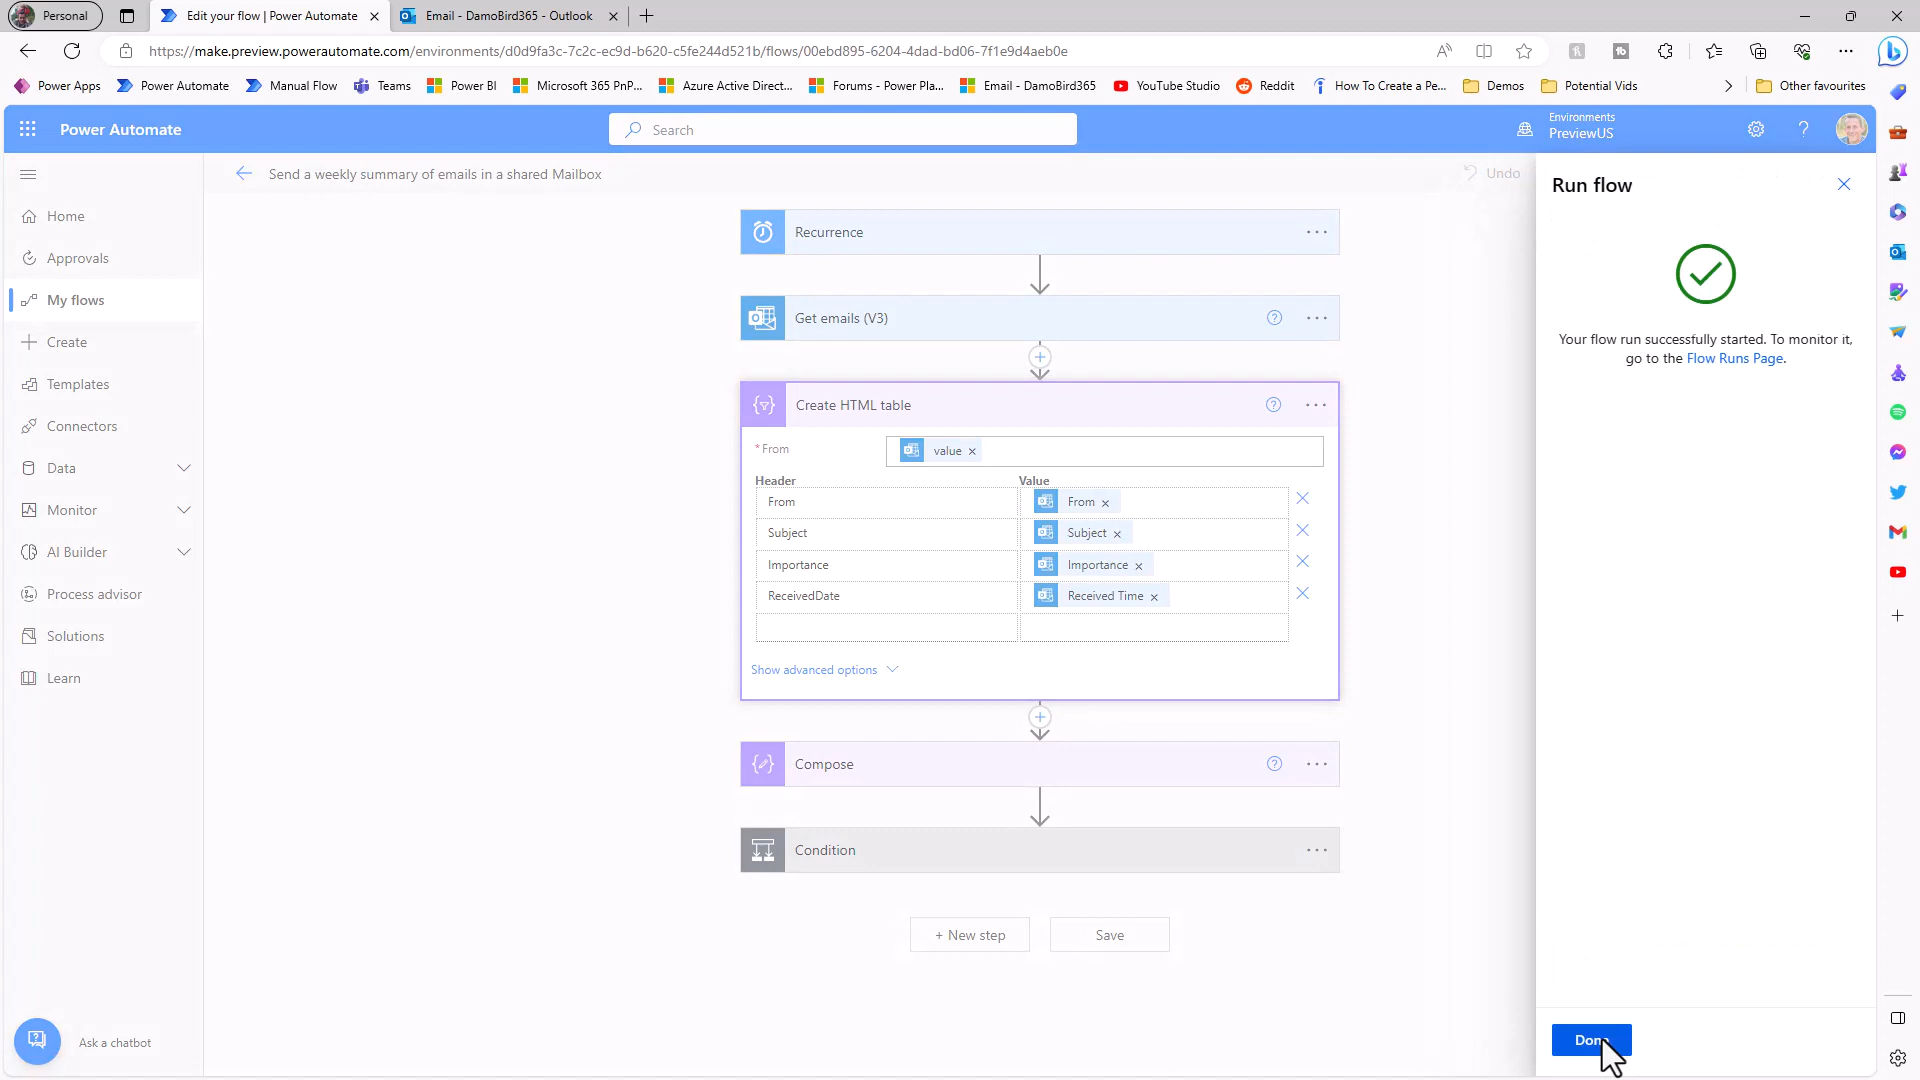 Personal
Edit your flow | Power Automate
Email - DamoBird365 - Outlook
https://make.preview.powerautomate.com/environments/d0d9fa3c-7c2c-ec9d-b620-c5fe244d521b/flows/00ebd895-6204-4dad-bd06-7f1e9d4aeb0e
Power Apps
Power Automate
Manual Flow
Teams
Power BI
Microsoft 365 PnP...
Azure Active Direct...
Forums - Power Pla...
Email - DamoBird365
YouTube Studio
Reddit
How To Create a Pe...
Demos
Potential Vids
Other favourites
Power Automate
Search
Environments
PreviewUS
Send a weekly summary of emails in a shared Mailbox
Undo
Home
Approvals
My flows
Create
Templates
Connectors
Data
Monitor
AI Builder
Process advisor
Solutions
Learn
Ask a chatbot
Recurrence
Get emails (V3)
Create HTML table
* From
value
Header
Value
From
From
Subject
Subject
Importance
Importance
ReceivedDate
Received Time
Show advanced options
Compose
Condition
+ New step
Save
Run flow
Your flow run successfully started. To monitor it,
go to the Flow Runs Page.
Done